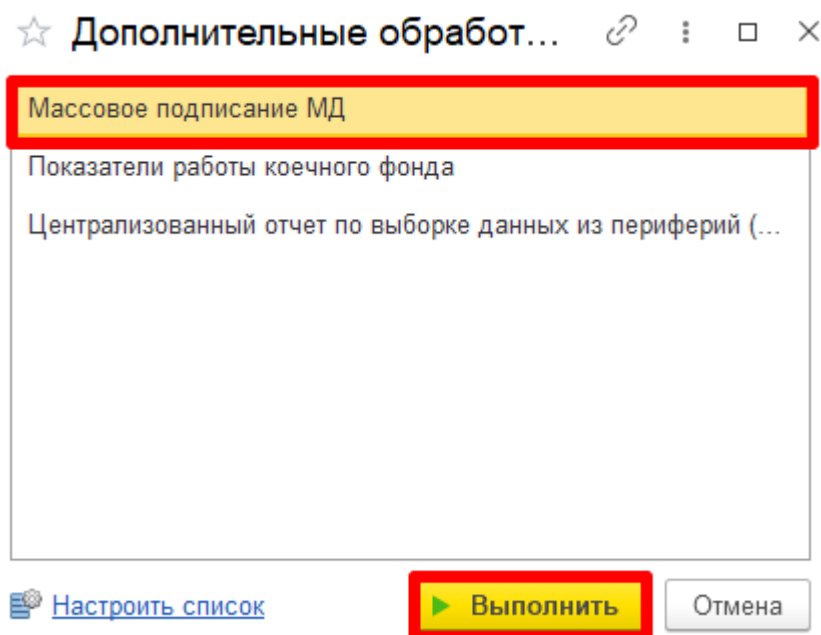 Дополнительные обработ...
Массовое подписание МД
Показатели работы коечного фонда
Централизованный отчет по выборке данных из периферий (...
Настроить список
Выполнить
Отмена